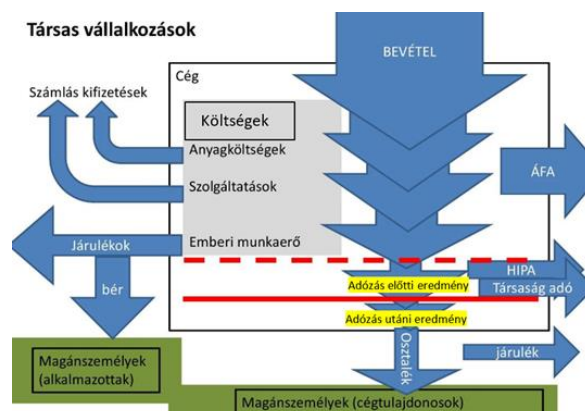 Társas vállalkozások
BEVÉTEL
Cég
Számlás kifizetések
Költségek
Anyagköltségek
Szolgáltatások
ÁFA
Járulékok
Emberi munkaerő
HIPA
bér
Adózás előtti eredmény
Társaság adó
Adózás utáni eredmény
Osztalék
járulék
Magánszemélyek
(alkalmazottak)
Magánszemélyek (cégtulajdonosok)